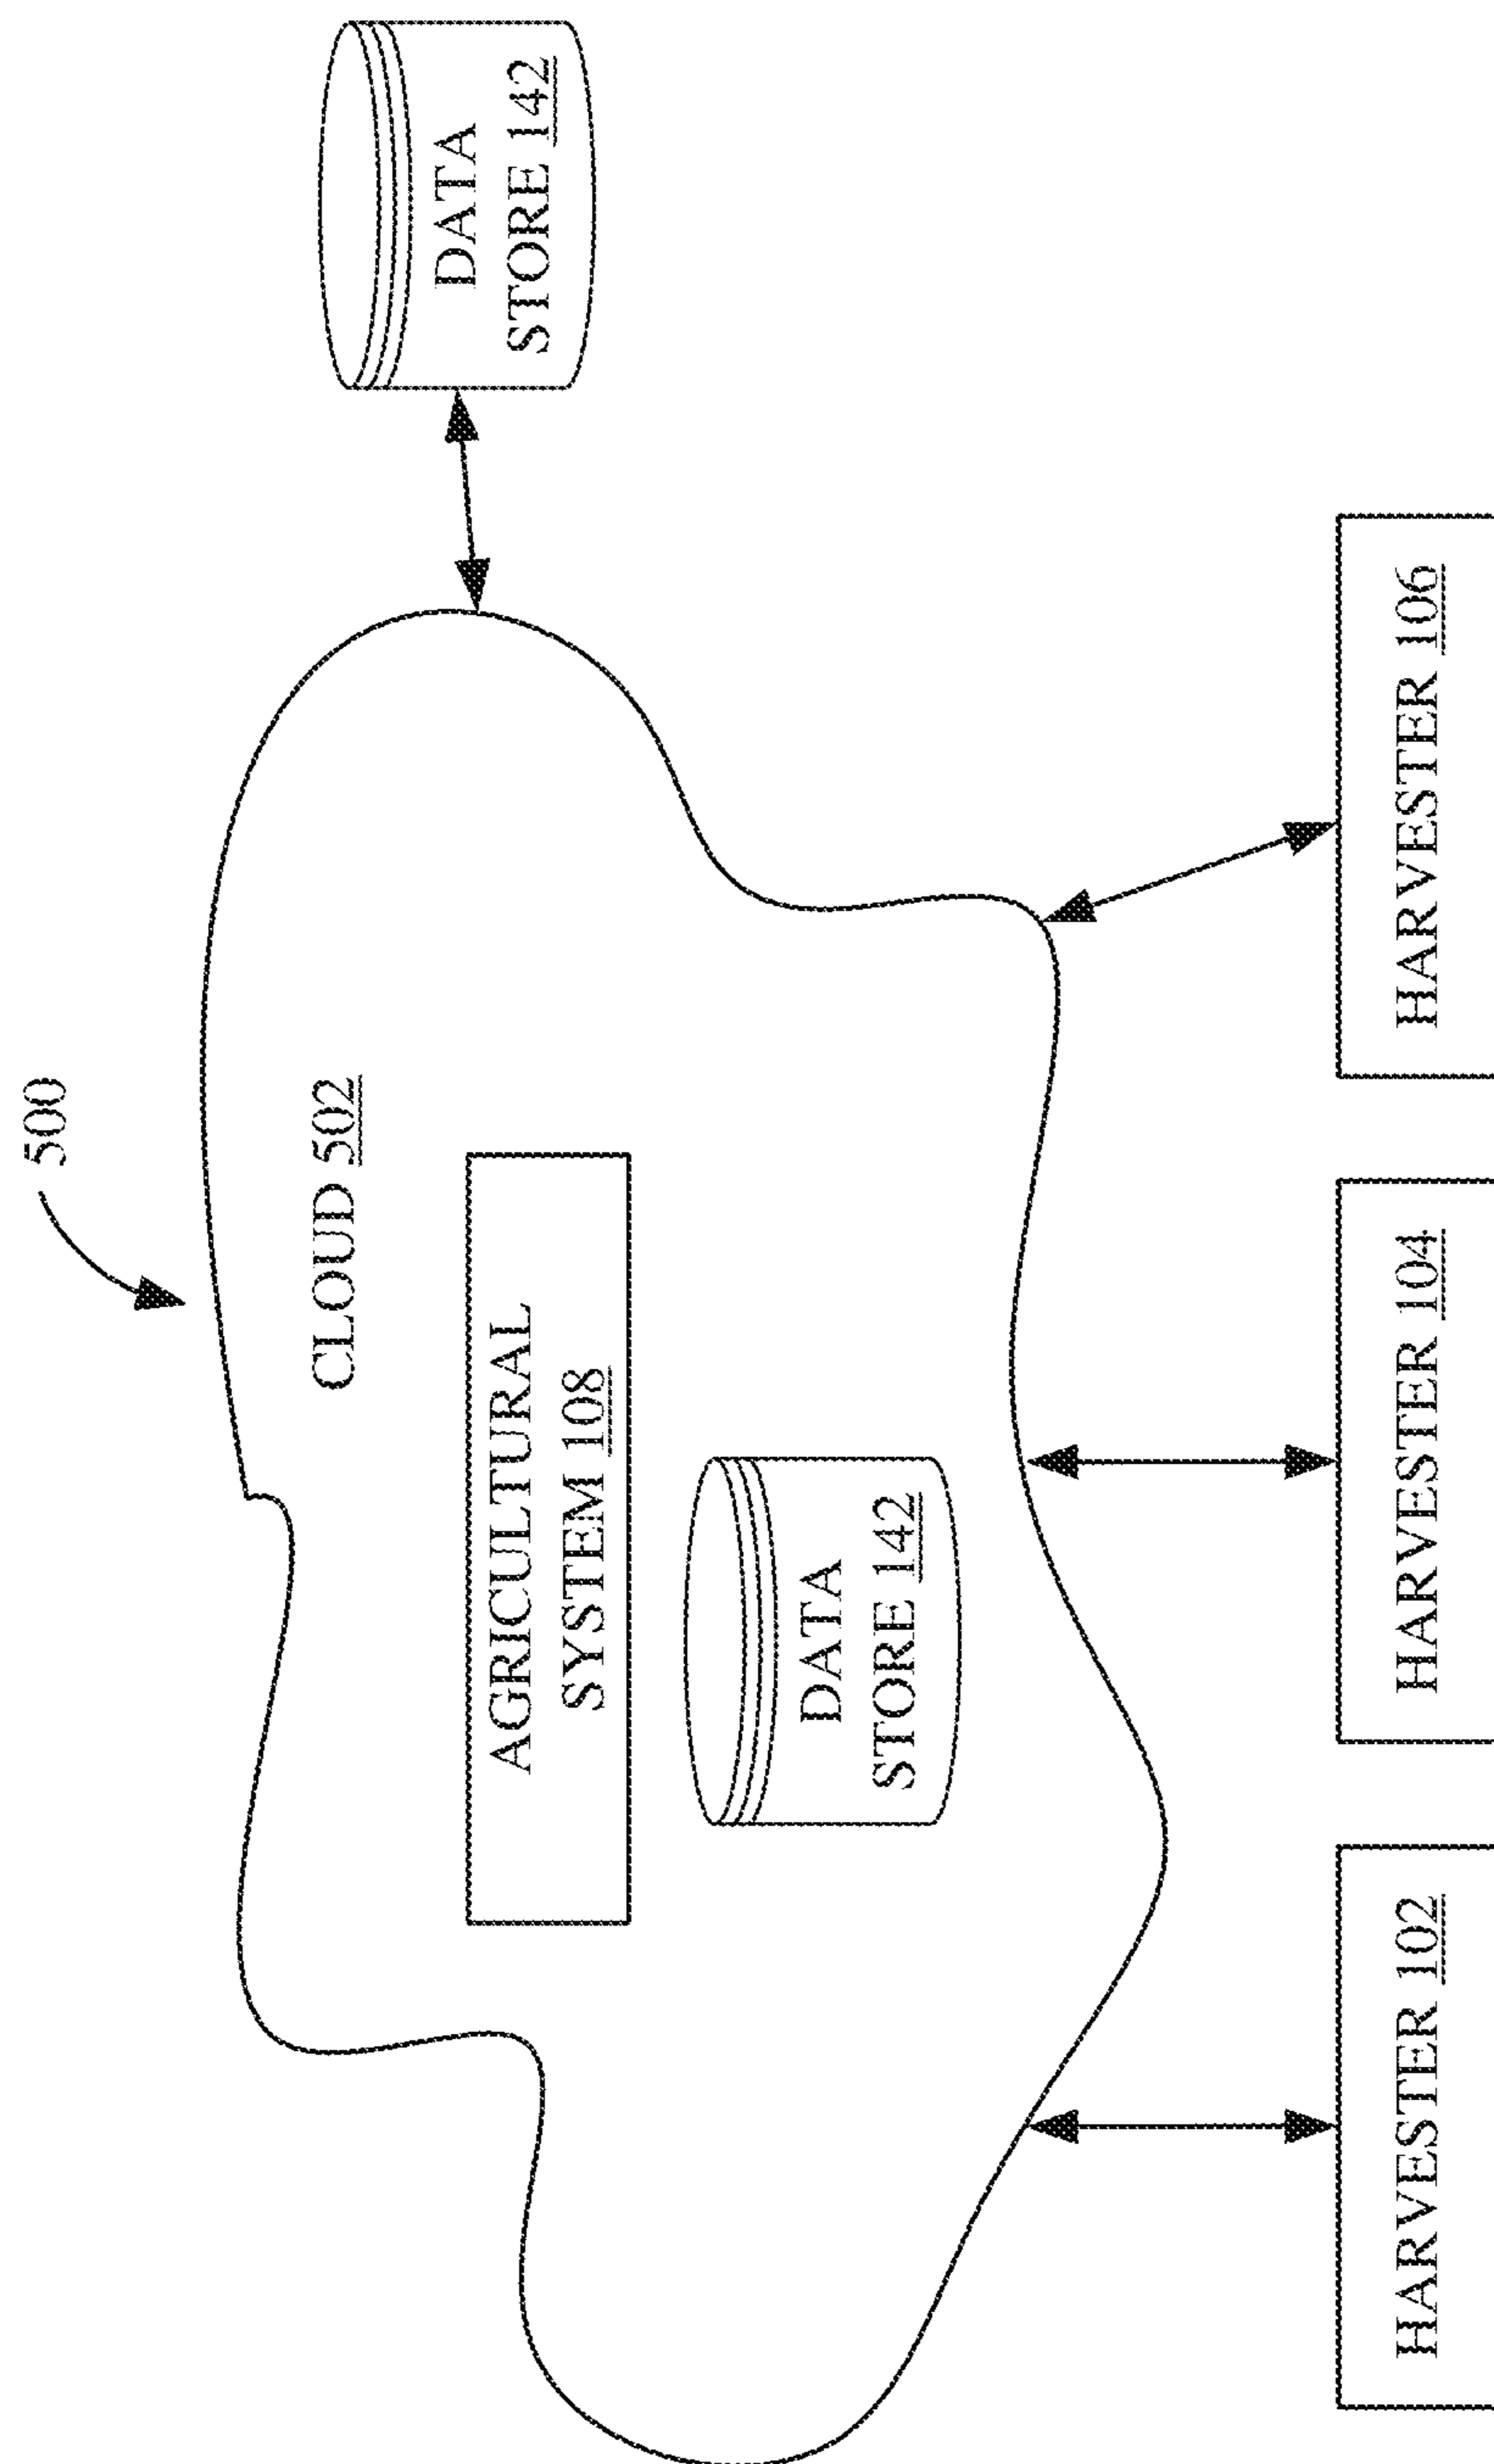 500
CLOUD 502
DATA
STORE 142
AGRICULTURAL
SYSTEM 108
DATA
STORE 142
HARVESTER 102
HARVESTER 104
HARVESTER 106